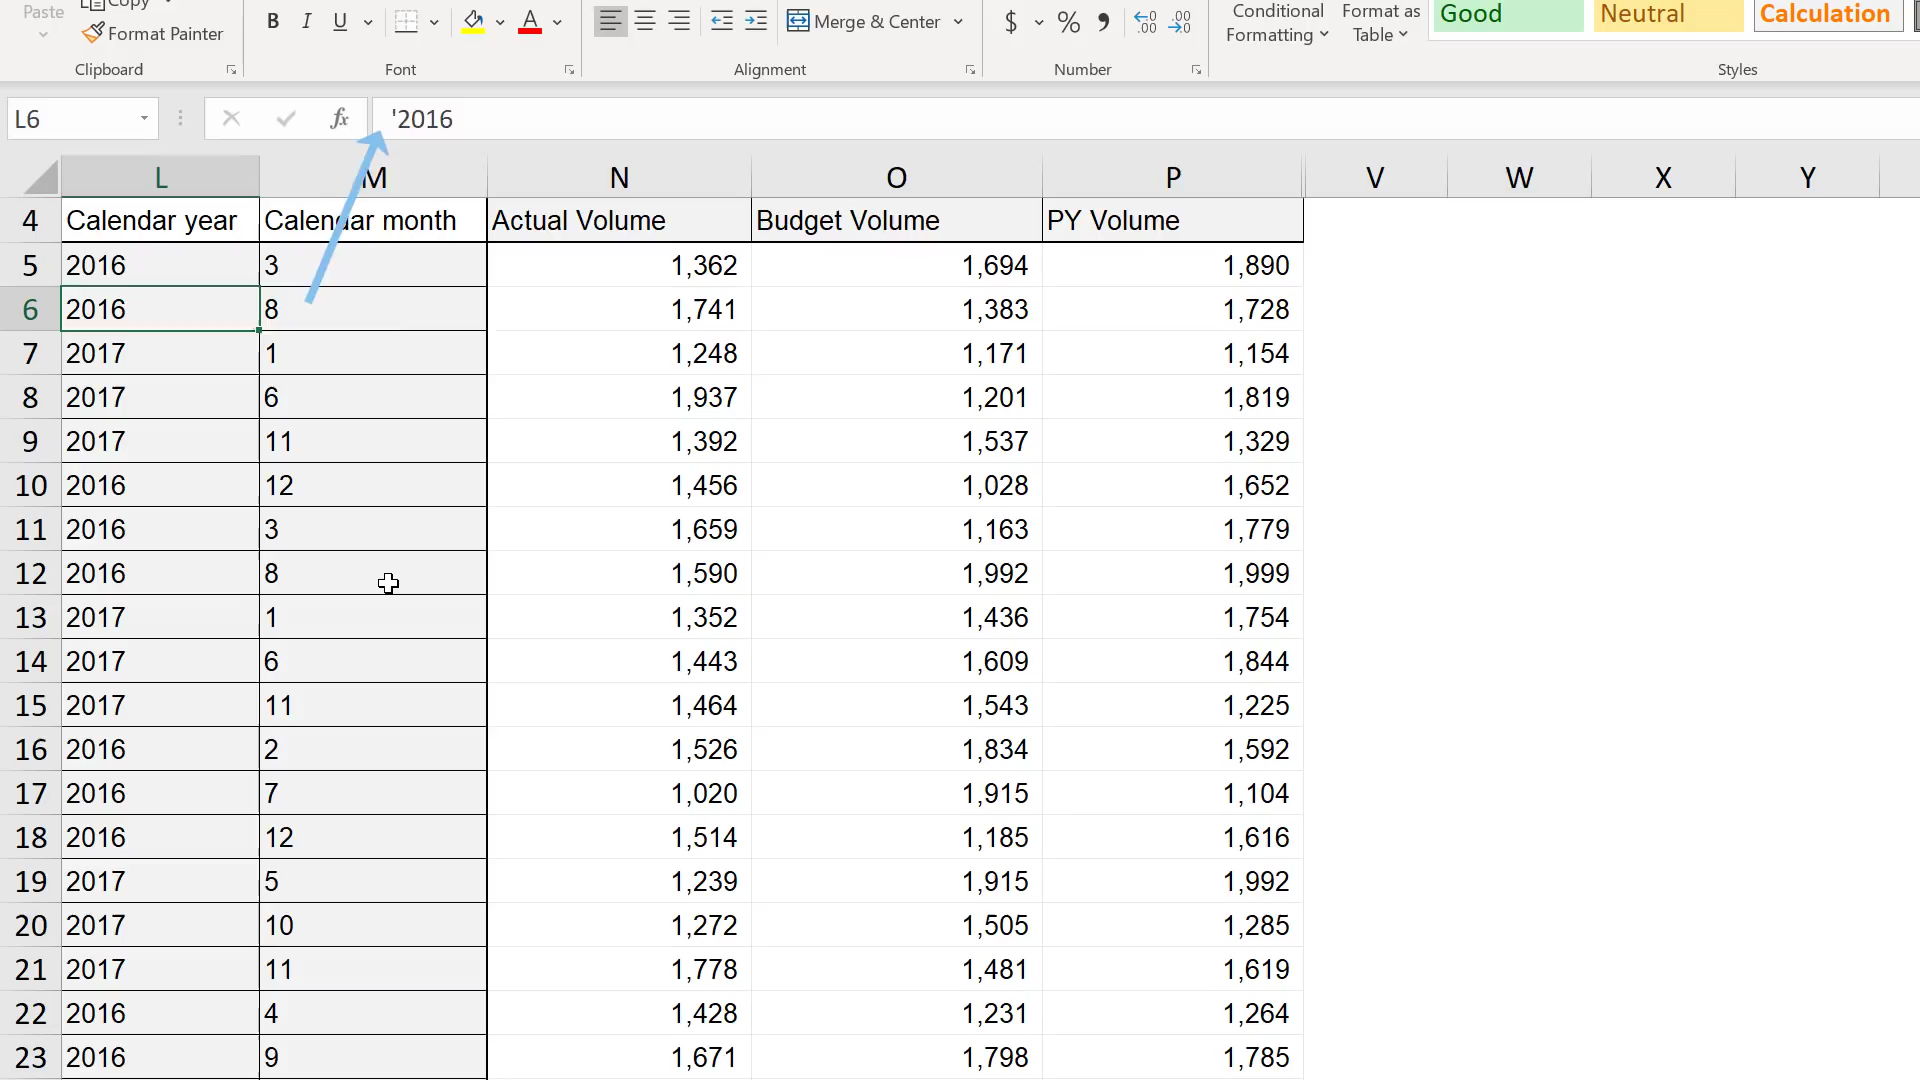 Paste Copy Format Painter
B I U A Merge & Center $ % Conditional Formatting Format as Table Good Neutral Calculation
Clipboard Font Alignment Number Styles
L6 fx '2016
L M N O P V W X Y
4 Calendar year Calendar month Actual Volume Budget Volume PY Volume
5 2016 3 1,362 1,694 1,890
6 2016 8 1,741 1,383 1,728
7 2017 1 1,248 1,171 1,154
8 2017 6 1,937 1,201 1,819
9 2017 11 1,392 1,537 1,329
10 2016 12 1,456 1,028 1,652
11 2016 3 1,659 1,163 1,779
12 2016 8 1,590 1,992 1,999
13 2017 1 1,352 1,436 1,754
14 2017 6 1,443 1,609 1,844
15 2017 11 1,464 1,543 1,225
16 2016 2 1,526 1,834 1,592
17 2016 7 1,020 1,915 1,104
18 2016 12 1,514 1,185 1,616
19 2017 5 1,239 1,915 1,992
20 2017 10 1,272 1,505 1,285
21 2017 11 1,778 1,481 1,619
22 2016 4 1,428 1,231 1,264
23 2016 9 1,671 1,798 1,785